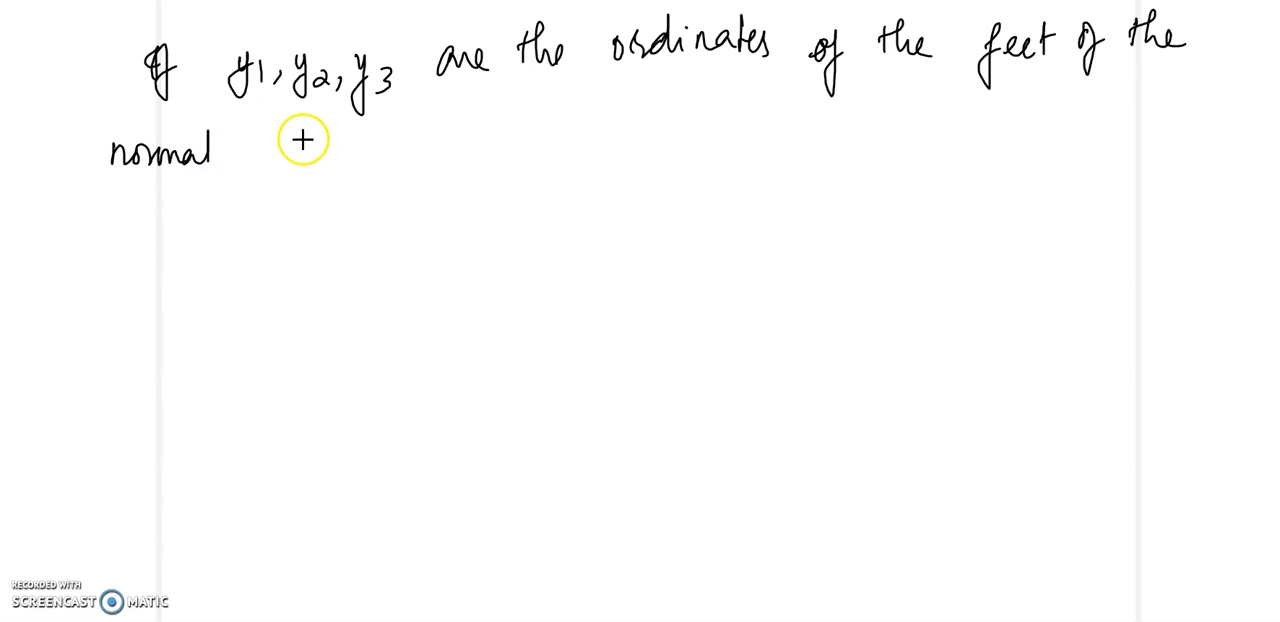 If y1, y2, y3 are the ordinates of the feet of the
normal
RECORDED WITH
SCREENCAST MATIC